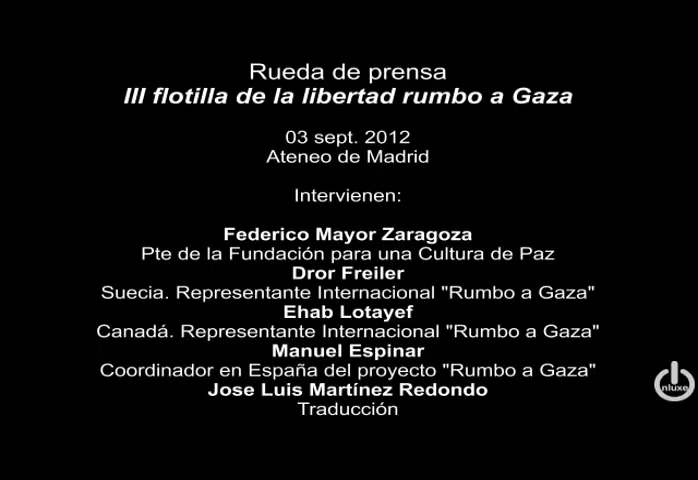 Rueda de prensa
III flotilla de la libertad rumbo a Gaza
03 sept. 2012
Ateneo de Madrid
Intervienen:
Federico Mayor Zaragoza
Pte de la Fundación para una Cultura de Paz
Dror Freiler
Suecia. Representante Internacional "Rumbo a Gaza"
Ehab Lotayef
Canadá. Representante Internacional "Rumbo a Gaza"
Manuel Espinar
Coordinador en España del proyecto "Rumbo a Gaza"
Jose Luis Martínez Redondo
Traducción
nluxe